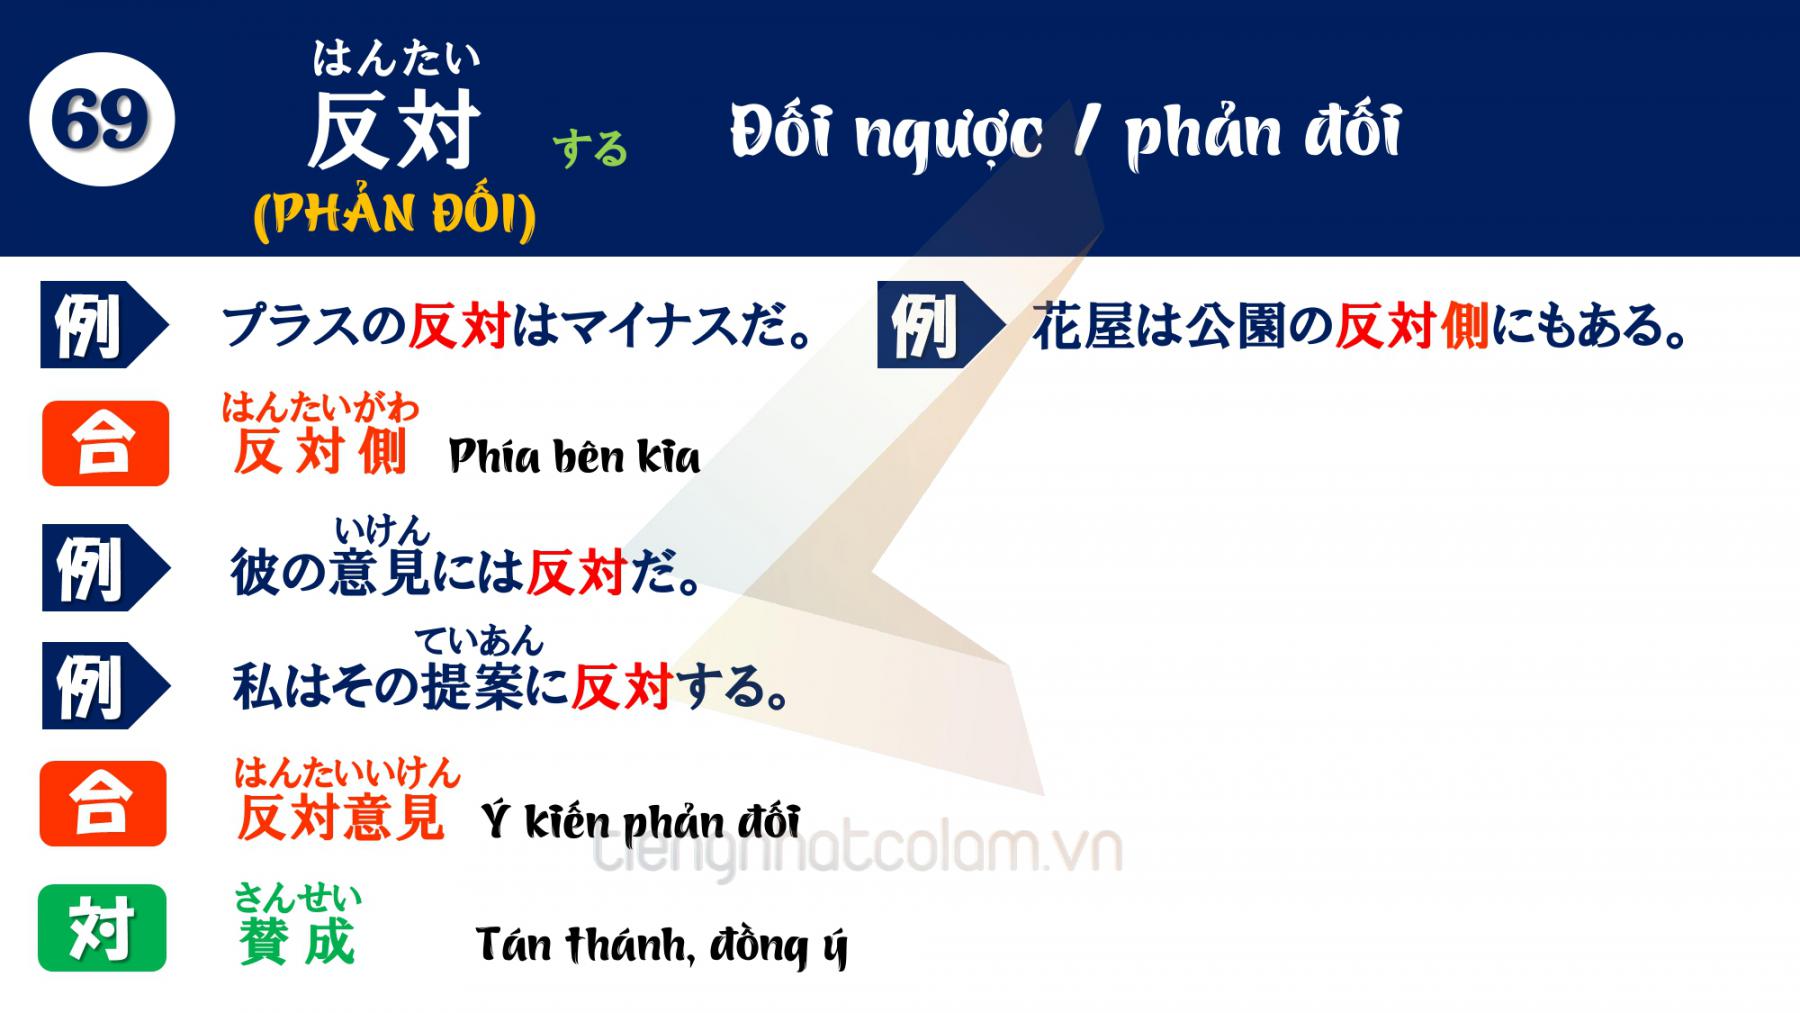 69
はんたい
反対 する
(PHẢN ĐỐI)
Đối ngược / phản đối
例 プラスの反対はマイナスだ。
例 花屋は公園の反対側にもある。
はんたいがわ
合 反対側 Phía bên kia
いけん
例 彼の意見には反対だ。
ていあん
例 私はその提案に反対する。
はんたいいけん
合 反対意見 Ý kiến phản đối
tiengnhatcolam.vn
さんせい
対 賛成 Tán thánh, đồng ý